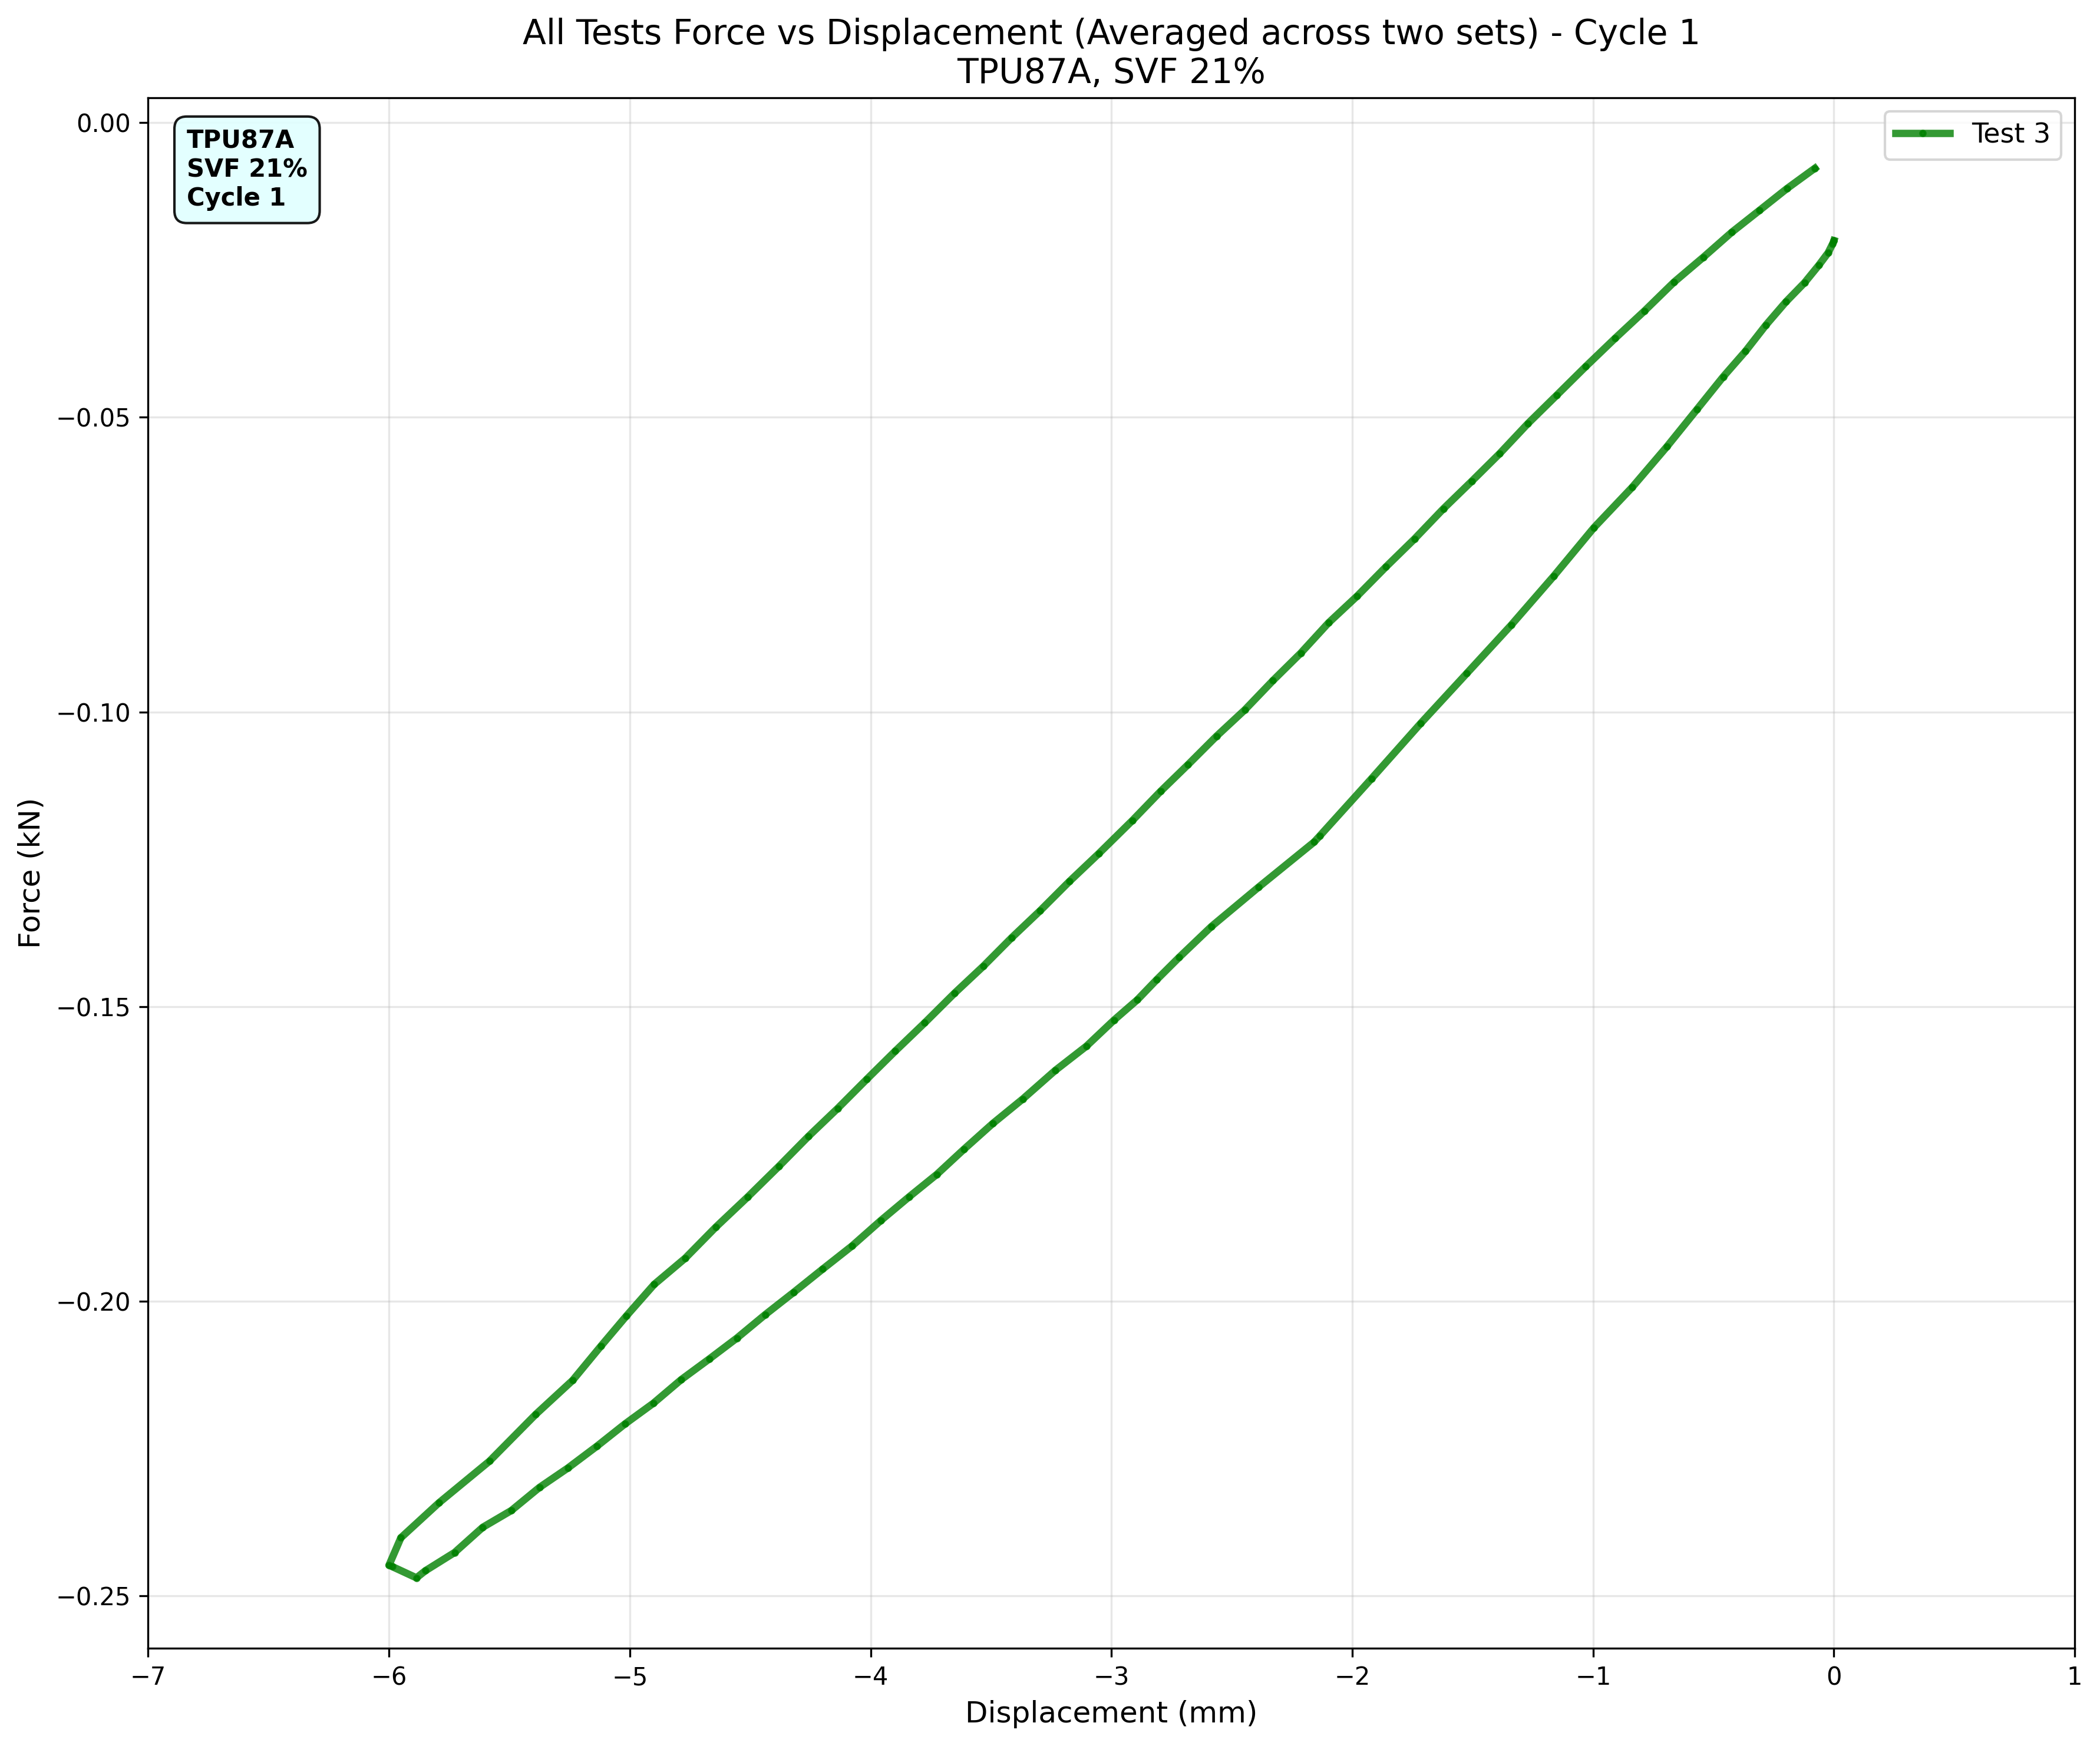 All Tests Force vs Displacement (Averaged across two sets) - Cycle 1
TPU87A, SVF 21%
TPU87A
SVF 21%
Cycle 1
Test 3
0.00
−0.05
−0.10
−0.15
−0.20
−0.25
Force (kN)
−7
−6
−5
−4
−3
−2
−1
0
1
Displacement (mm)